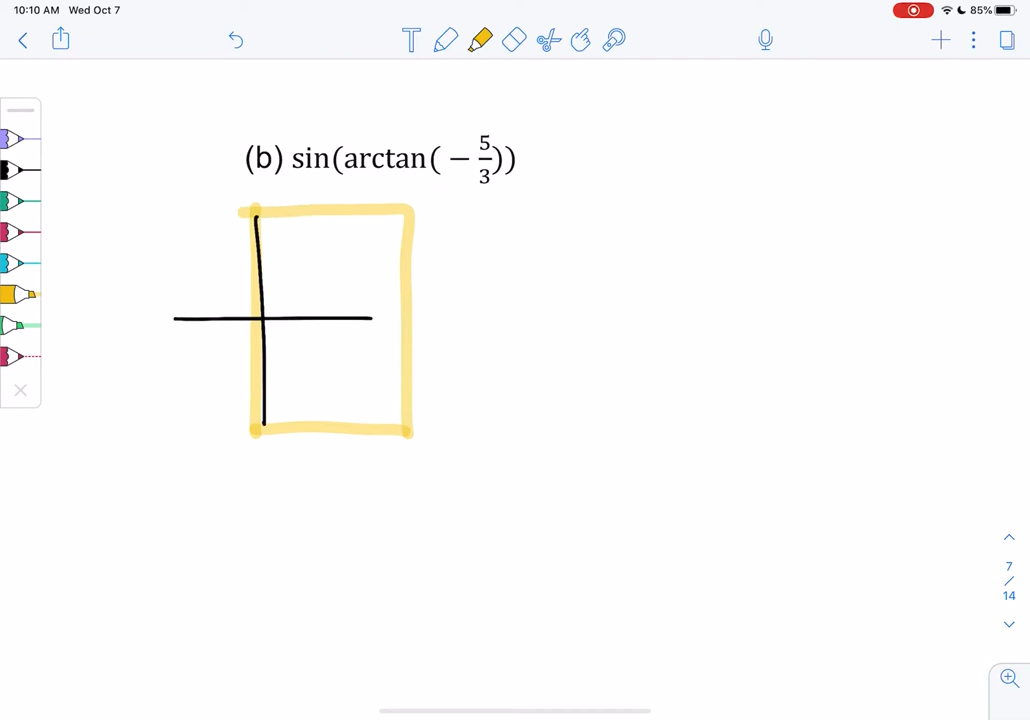 10:10 AM Wed Oct 7 85%
T
(b) sin(arctan(−5/3))
7
/
14